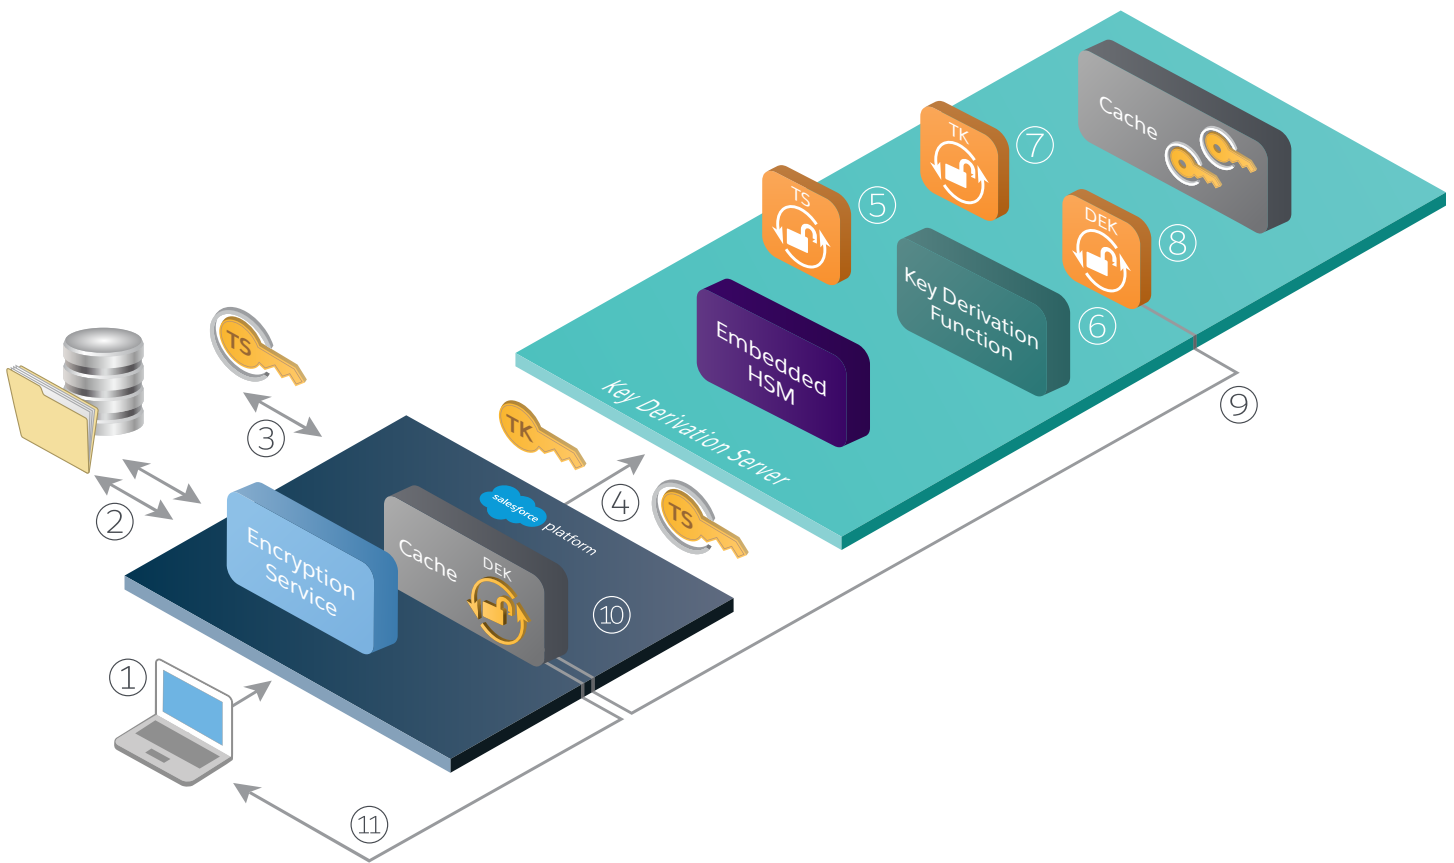 Cache
TK
7
TS
5
DEK
8
Key Derivation
Function
6
Embedded
HSM
Key Derivation Server
9
TS
3
TK
4
TS
2
salesforce
platform
Encryption
Service
Cache
DEK
10
1
11